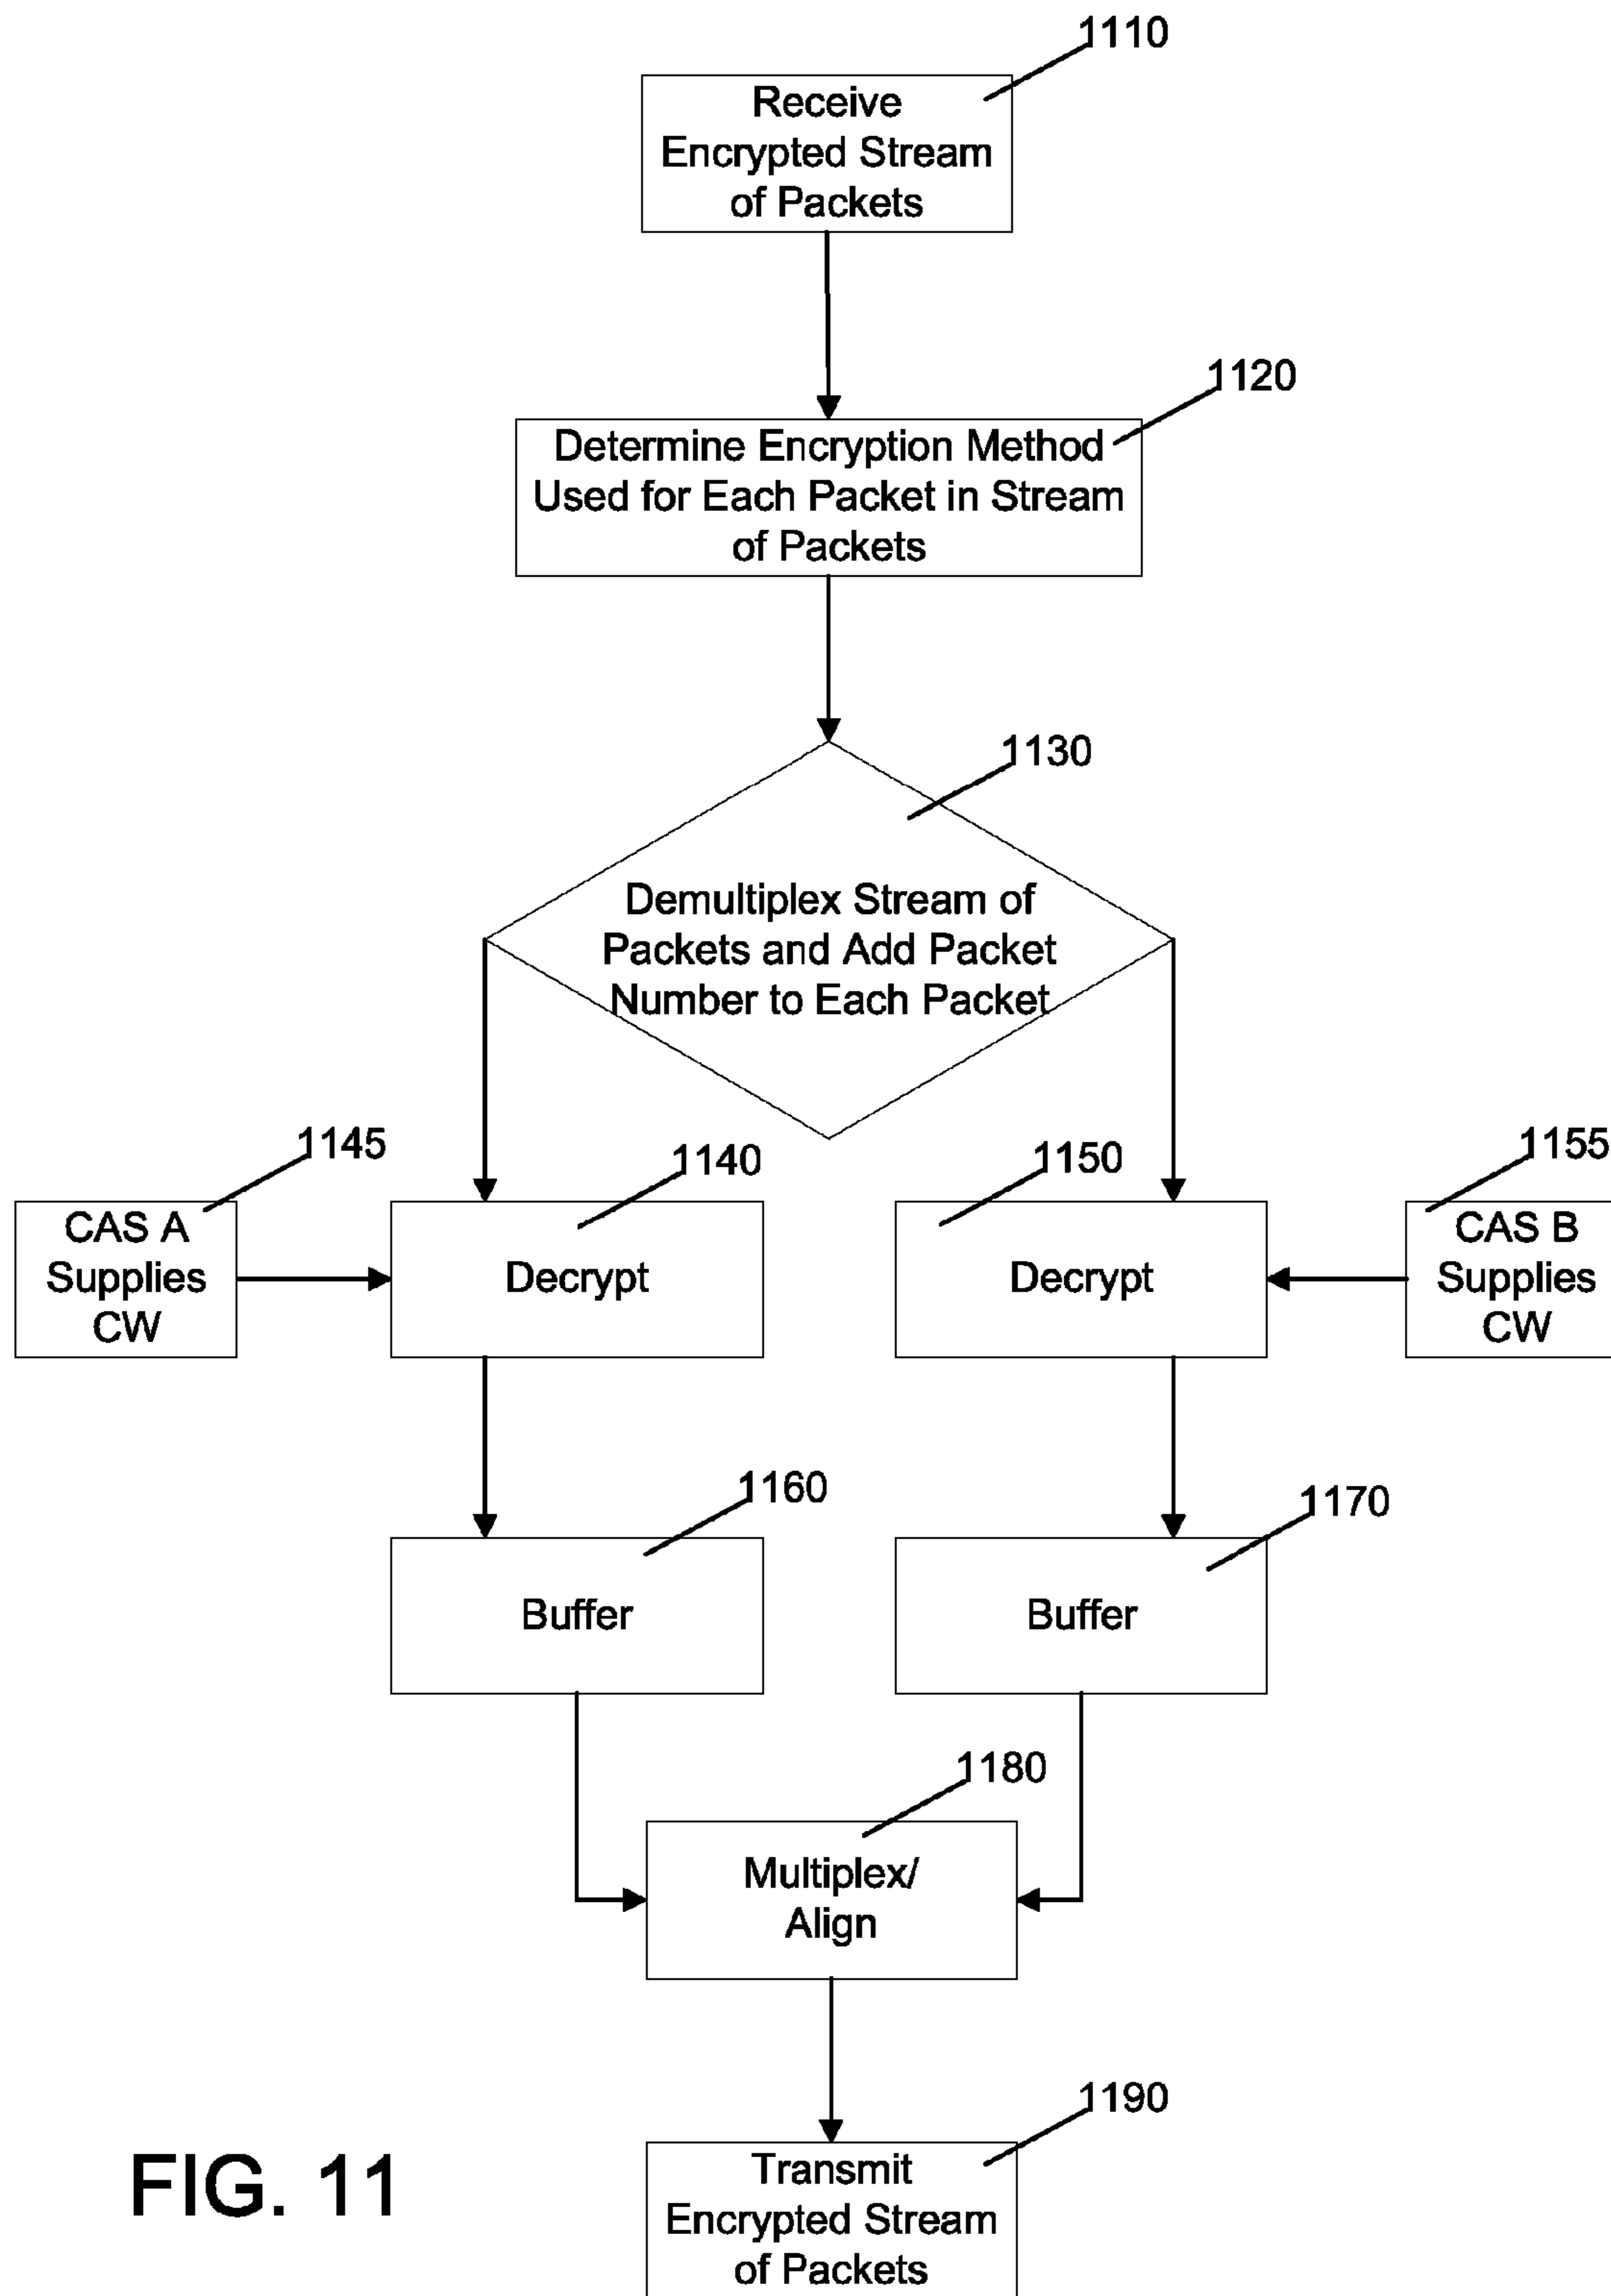 1110
Receive
Encrypted Stream
of Packets
1120
Determine Encryption Method
Used for Each Packet in Stream
of Packets
1130
Demultiplex Stream of
Packets and Add Packet
Number to Each Packet
1145
1140
1150
1155
CAS A
Supplies
CW
Decrypt
Decrypt
CAS B
Supplies
CW
1160
1170
Buffer
Buffer
1180
Multiplex/
Align
1190
Transmit
Encrypted Stream
of Packets
FIG. 11